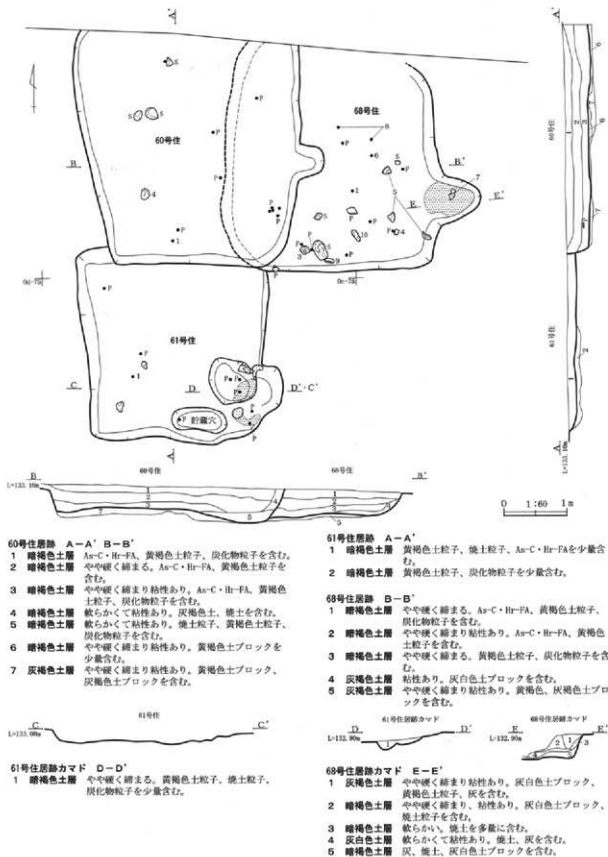 A'
60号住
68号住
B
B'
E
E'
0d-75
0c-75
61号住
C
D
D'・C'
貯蔵穴
A
A'
60号住
61号住
A
L=133.10m
B
60号住
68号住
B'
L=133.10m
0 1:60 1m
60号住居跡 A-A' B-B'
1 暗褐色土層 As-C・Hr-FA、黄褐色土粒子、炭化物粒子を含む。
2 暗褐色土層 やや硬く締まる。As-C・Hr-FA、黄褐色土粒子を
含む。
3 暗褐色土層 やや硬く締まり粘性あり。As-C・Hr-FA、黄褐色
土粒子、炭化物粒子を含む。
4 暗褐色土層 軟らかくて粘性あり。灰褐色土、焼土を含む。
5 暗褐色土層 軟らかくて粘性あり。焼土粒子、黄褐色土粒子、
炭化物粒子を含む。
6 暗褐色土層 やや硬く締まり粘性あり。黄褐色土ブロックを
少量含む。
7 灰褐色土層 やや硬く締まり粘性あり。黄褐色土ブロック、
灰褐色土ブロックを含む。
C
61号住
C'
L=133.00m
61号住居跡カマド D-D'
1 暗褐色土層 やや硬く締まる。黄褐色土粒子、焼土粒子、
炭化物粒子を少量含む。
61号住居跡 A-A'
1 暗褐色土層 黄褐色土粒子、焼土粒子、As-C・Hr-FAを少量含
む。
2 暗褐色土層 黄褐色土粒子、炭化物粒子を少量含む。
68号住居跡 B-B'
1 暗褐色土層 やや硬く締まる。As-C・Hr-FA、黄褐色土粒子、
炭化物粒子を含む。
2 暗褐色土層 やや硬く締まり粘性あり。As-C・Hr-FA、黄褐色
土粒子を含む。
3 暗褐色土層 やや硬く締まる。黄褐色土粒子、炭化物粒子を含
む。
4 灰褐色土層 粘性あり。灰白色土ブロックを含む。
5 灰褐色土層 やや硬く締まり粘性あり。黄褐色、灰褐色土ブロ
ックを含む。
D
61号住居跡カマド
D'
L=132.90m
E
68号住居跡カマド
E'
L=132.90m
68号住居跡カマド E-E'
1 灰褐色土層 やや硬く締まり粘性あり。灰白色土ブロック、
黄褐色土粒子、灰を含む。
2 暗褐色土層 やや硬く締まり、粘性あり。灰白色土ブロック、
焼土粒子を含む。
3 暗褐色土層 軟らかい。焼土を多量に含む。
4 灰白色土層 軟らかくて粘性あり。焼土、灰を含む。
5 暗褐色土層 灰、焼土、灰白色土ブロックを含む。